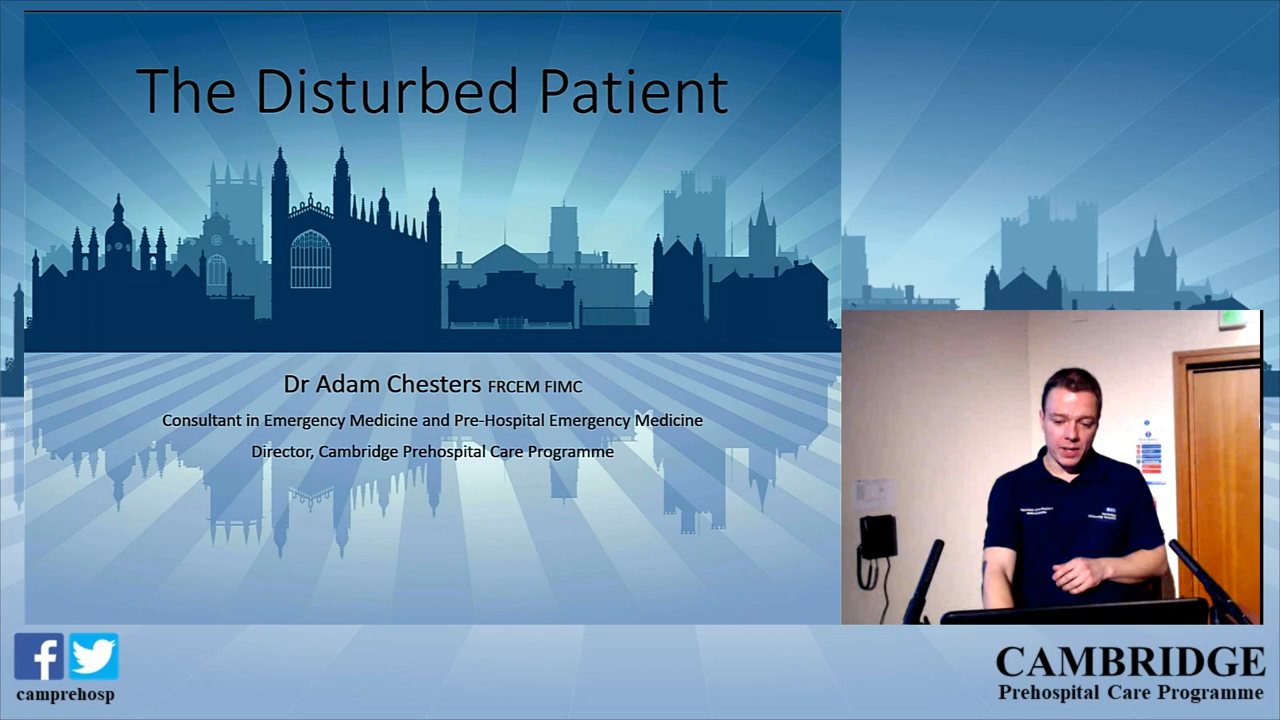 The Disturbed Patient
Dr Adam Chesters FRCEM FIMC
Consultant in Emergency Medicine and Pre-Hospital Emergency Medicine
Director, Cambridge Prehospital Care Programme
camprehosp
CAMBRIDGE
Prehospital Care Programme